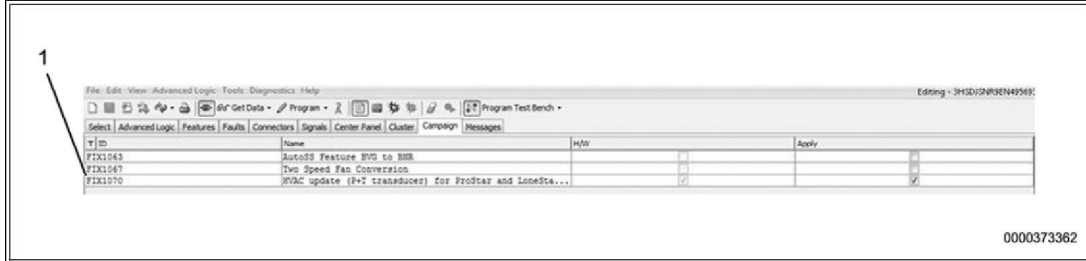 1
File Edit View Advanced Logic Tools Diagnostics Help
Editing - 3HSDJSNR9EN49569
Get Data Program Program Test Bench
Select Advanced Logic Features Faults Connectors Signals Center Panel Cluster Campaign Messages
ID Name H/W Apply
FIX1063 AutoSS Feature BVG to BNR
FIX1067 Two Speed Fan Conversion
FIX1070 HVAC update (P+T transducer) for ProStar and LoneSta...
0000373362